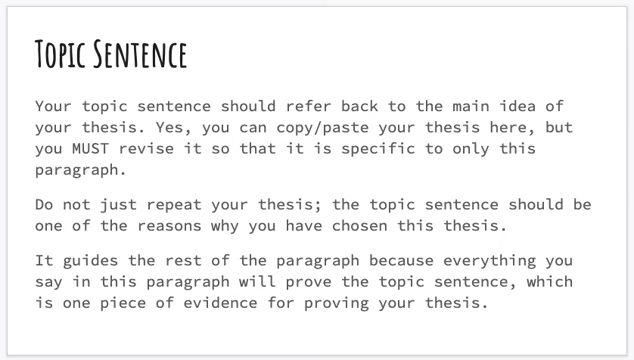 Topic Sentence
Your topic sentence should refer back to the main idea of
your thesis. Yes, you can copy/paste your thesis here, but
you MUST revise it so that it is specific to only this
paragraph.
Do not just repeat your thesis; the topic sentence should be
one of the reasons why you have chosen this thesis.
It guides the rest of the paragraph because everything you
say in this paragraph will prove the topic sentence, which
is one piece of evidence for proving your thesis.